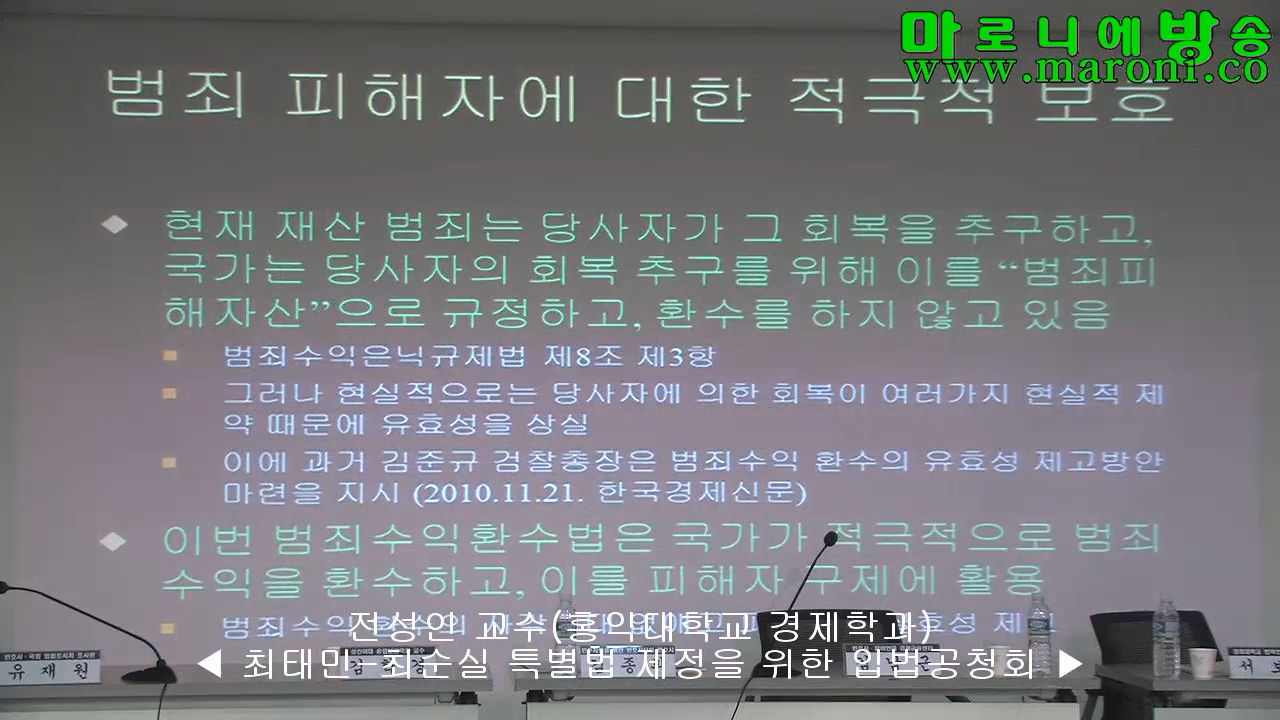 마로니에방송
www.maroni.co
범죄 피해자에 대한 적극적 보호
현재 재산 범죄는 당사자가 그 회복을 추구하고,
국가는 당사자의 회복 추구를 위해 이를 “범죄피
해자산”으로 규정하고, 환수를 하지 않고 있음
범죄수익은닉규제법 제8조 제3항
그러나 현실적으로는 당사자에 의한 회복이 여러가지 현실적 제
약 때문에 유효성을 상실
이에 과거 김준규 검찰총장은 범죄수익 환수의 유효성 제고방안
마련을 지시 (2010.11.21. 한국경제신문)
이번 범죄수익환수법은 국가가 적극적으로 범죄
수익을 환수하고, 이를 피해자 구제에 활용
범죄수익환수 제고
전성인 교수(홍익대학교 경제학과)
◀ 최태민-최순실 특별법 제정을 위한 입법공청회 ▶
유재원